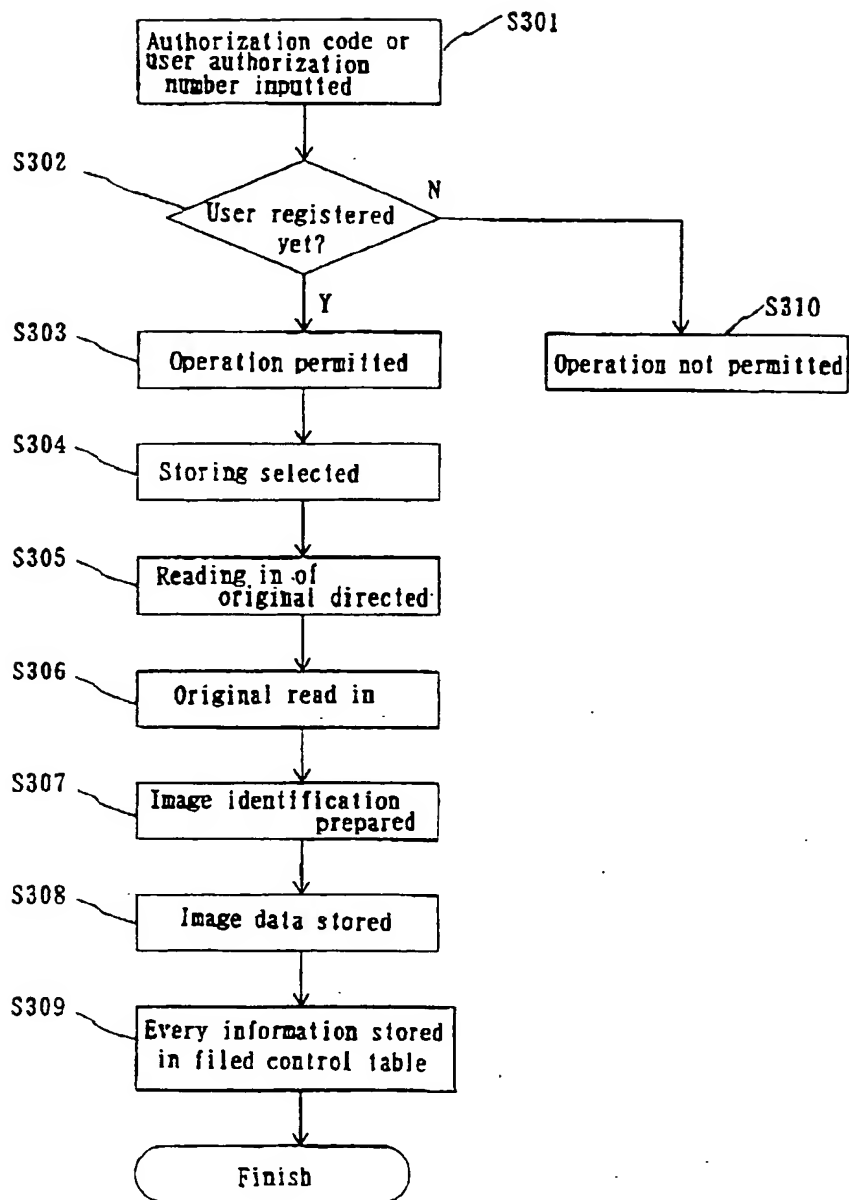 S301
Authorization code or
user authorization
number inputted
S302
User registered
yet?
N
Y
S303
Operation permitted
S310
Operation not permitted
S304
Storing selected
S305
Reading in of
original directed
S306
Original read in
S307
Image identification
prepared
S308
Image data stored
S309
Every information stored
in filed control table
Finish